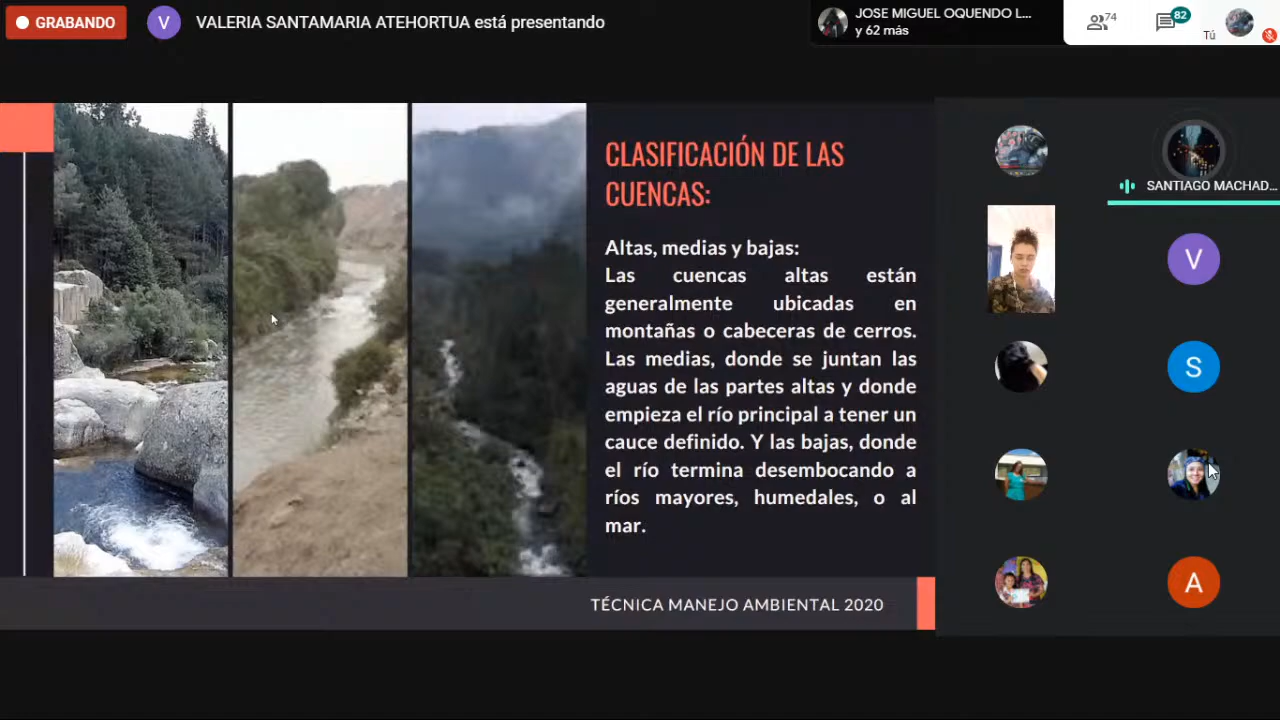 GRABANDO
V
VALERIA SANTAMARIA ATEHORTUA está presentando
JOSE MIGUEL OQUENDO L...
y 62 más
74
82
Tú
CLASIFICACIÓN DE LAS
CUENCAS:
Altas, medias y bajas:
Las cuencas altas están
generalmente ubicadas en
montañas o cabeceras de cerros.
Las medias, donde se juntan las
aguas de las partes altas y donde
empieza el río principal a tener un
cauce definido. Y las bajas, donde
el río termina desembocando a
ríos mayores, humedales, o al
mar.
TÉCNICA MANEJO AMBIENTAL 2020
SANTIAGO MACHAD...
V
S
A